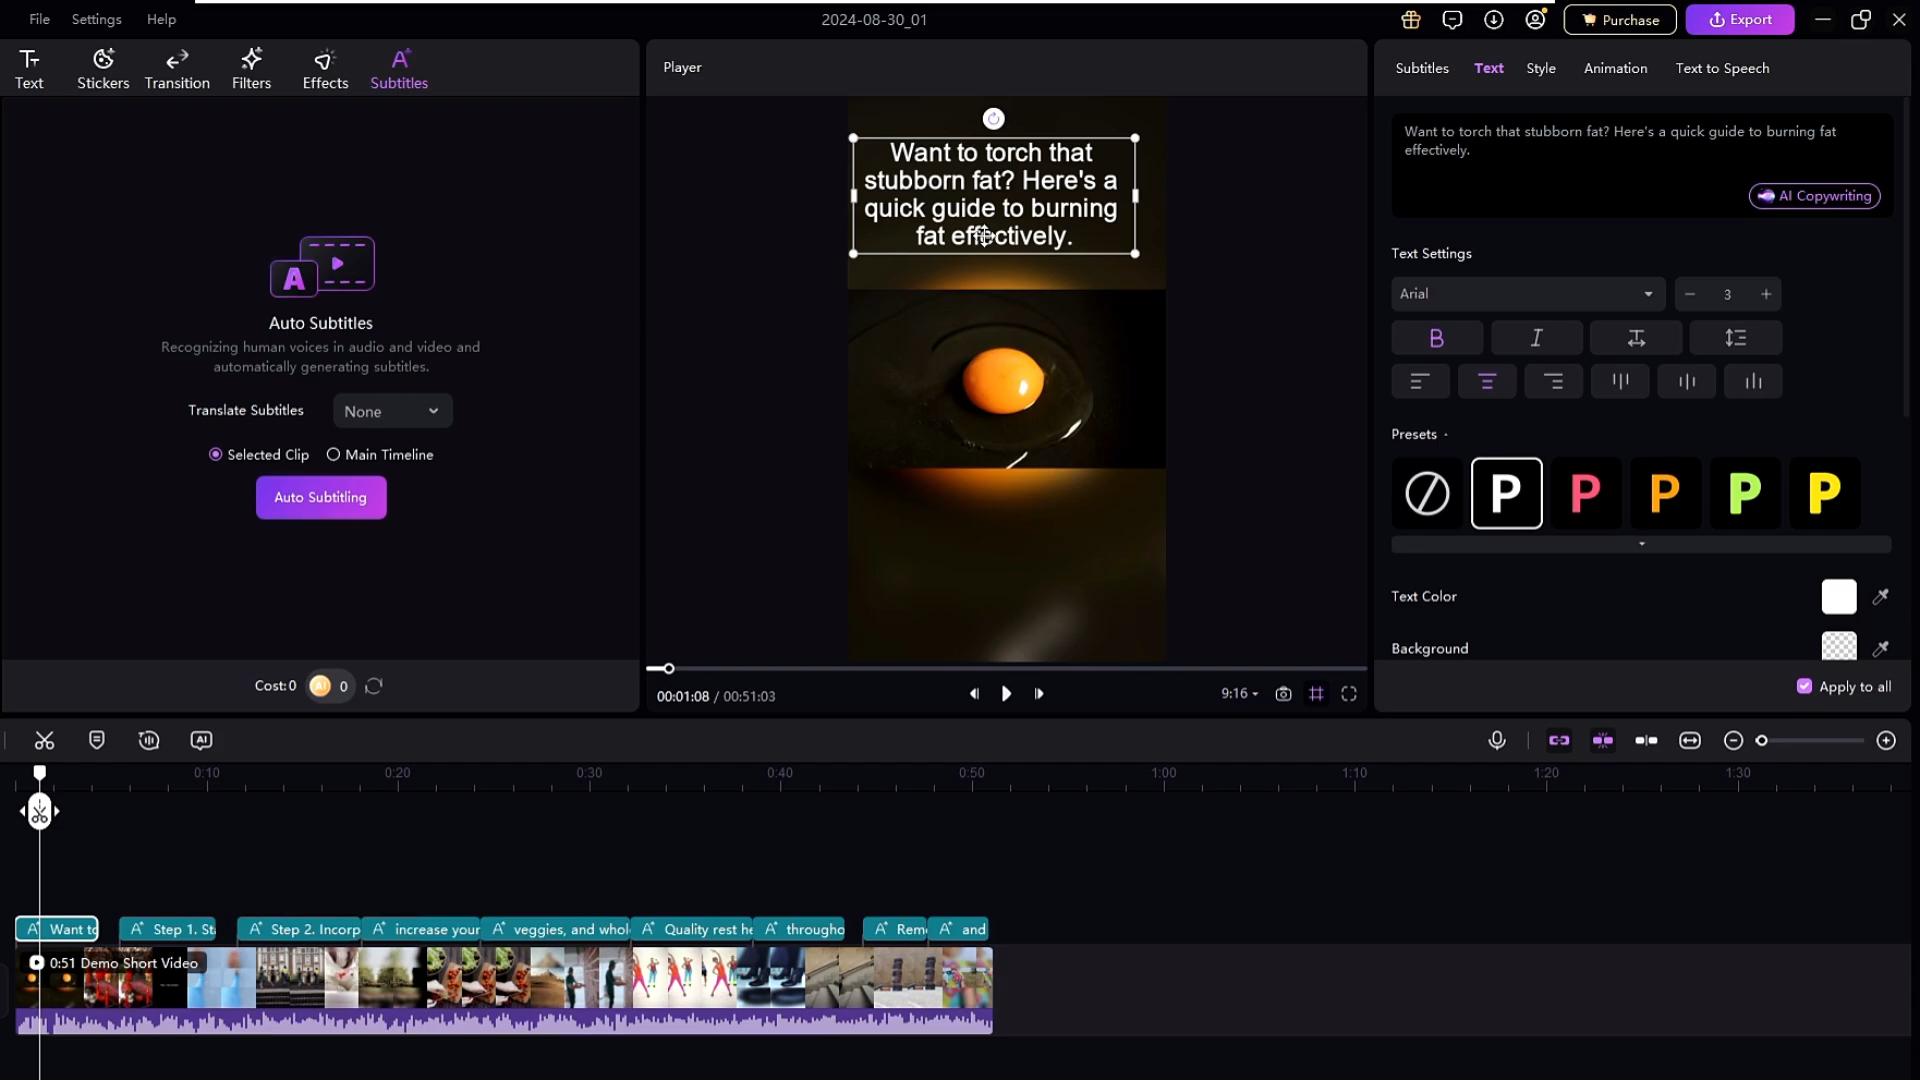 File Settings Help
2024-08-30_01
Purchase
Export
Text
Stickers
Transition
Filters
Effects
Subtitles
Player
Subtitles Text Style Animation Text to Speech
Want to torch that
stubborn fat? Here's a
quick guide to burning
fat effectively.
Want to torch that stubborn fat? Here's a quick guide to burning fat
effectively.
AI Copywriting
Text Settings
Arial
3
B
I
Presets
P P P P P
Text Color
Background
Apply to all
A
Auto Subtitles
Recognizing human voices in audio and video and
automatically generating subtitles.
Translate Subtitles None
Selected Clip Main Timeline
Auto Subtitling
Cost:0 AI 0
00:01:08 / 00:51:03
9:16
AI
0:10 0:20 0:30 0:40 0:50 1:00 1:10 1:20 1:30
A Want to
A Step 1. St
A Step 2. Incorp
A increase your
A veggies, and whol
A Quality rest he
A througho
A Rem
A and
0:51 Demo Short Video